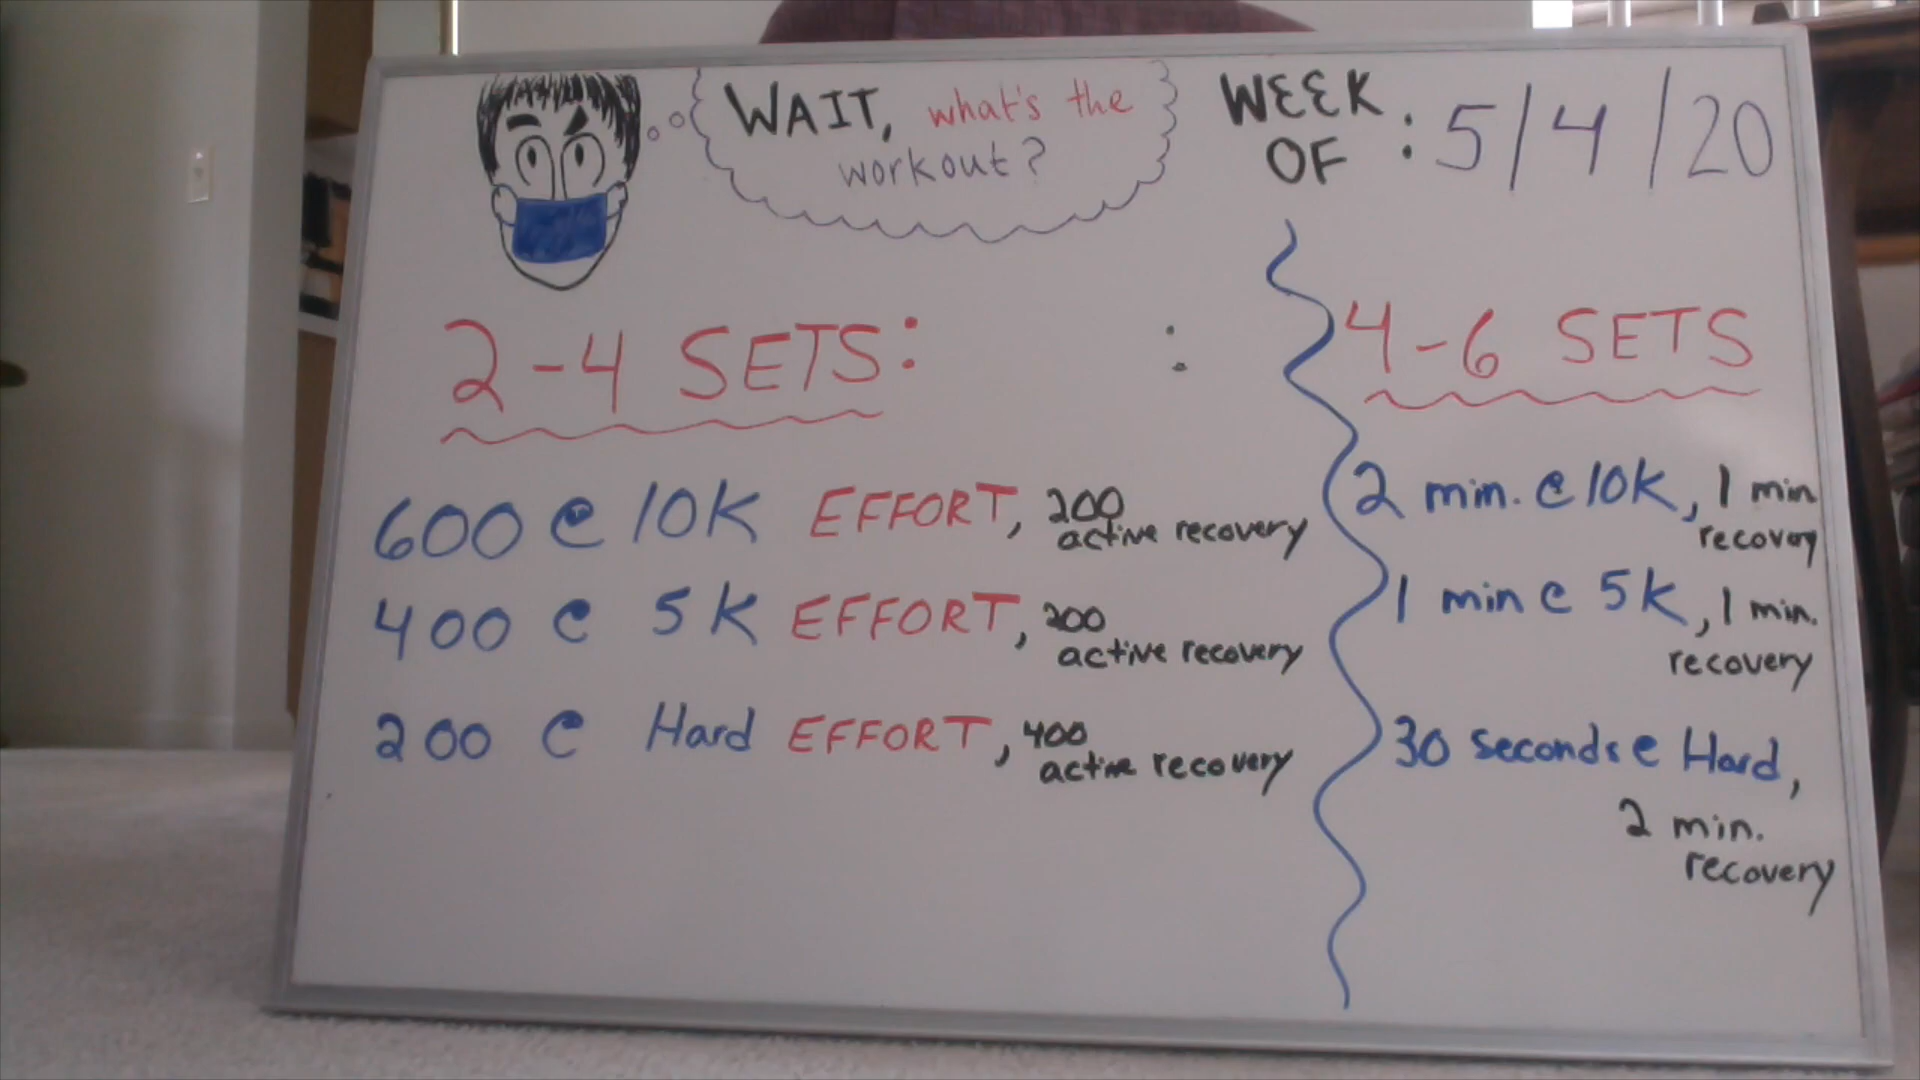 WAIT, what's the
workout?
WEEK
OF : 5/4/20
2-4 SETS:
600 @ 10K EFFORT, 200
active recovery
400 @ 5K EFFORT, 200
active recovery
200 @ Hard EFFORT, 400
active recovery
4-6 SETS
2 min. @ 10K, 1 min
recovery
1 min @ 5K, 1 min.
recovery
30 seconds @ Hard,
2 min.
recovery